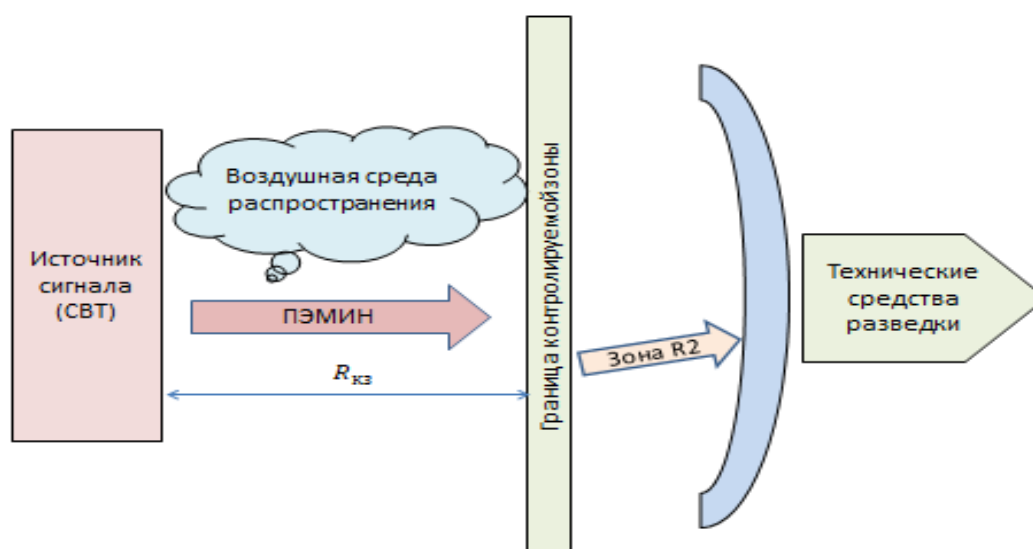 Источник
сигнала
(СВТ)
Воздушная среда
распространения
ПЭМИН
Rкз
Граница контролируемойзоны
Зона R2
Технические
средства
разведки